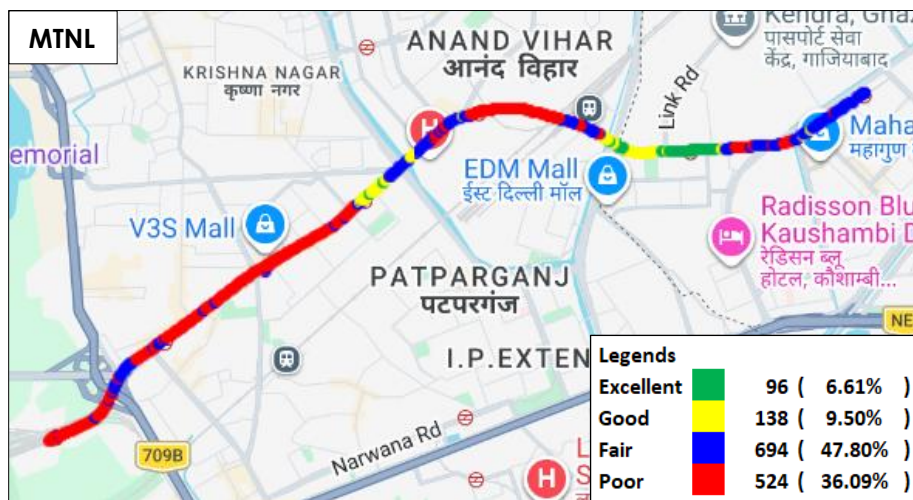 MTNL
ANAND VIHAR
आनंद विहार
KRISHNA NAGAR
कृष्णा नगर
Link Rd
Kendra, Gha
पासपोर्ट सेवा
केंद्र, गाजियाबाद
emorial
H
Maha
महागुण
EDM Mall
ईस्ट दिल्ली मॉल
V3S Mall
Radisson Blu
Kaushambi D
रेडिसन ब्लू
होटल, कौशाम्बी...
PATPARGANJ
पटपरगंज
NE
I.P.EXTEN
Narwana Rd
709B
H
L
S
Legends
Excellent 96 ( 6.61% )
Good 138 ( 9.50% )
Fair 694 ( 47.80% )
Poor 524 ( 36.09% )